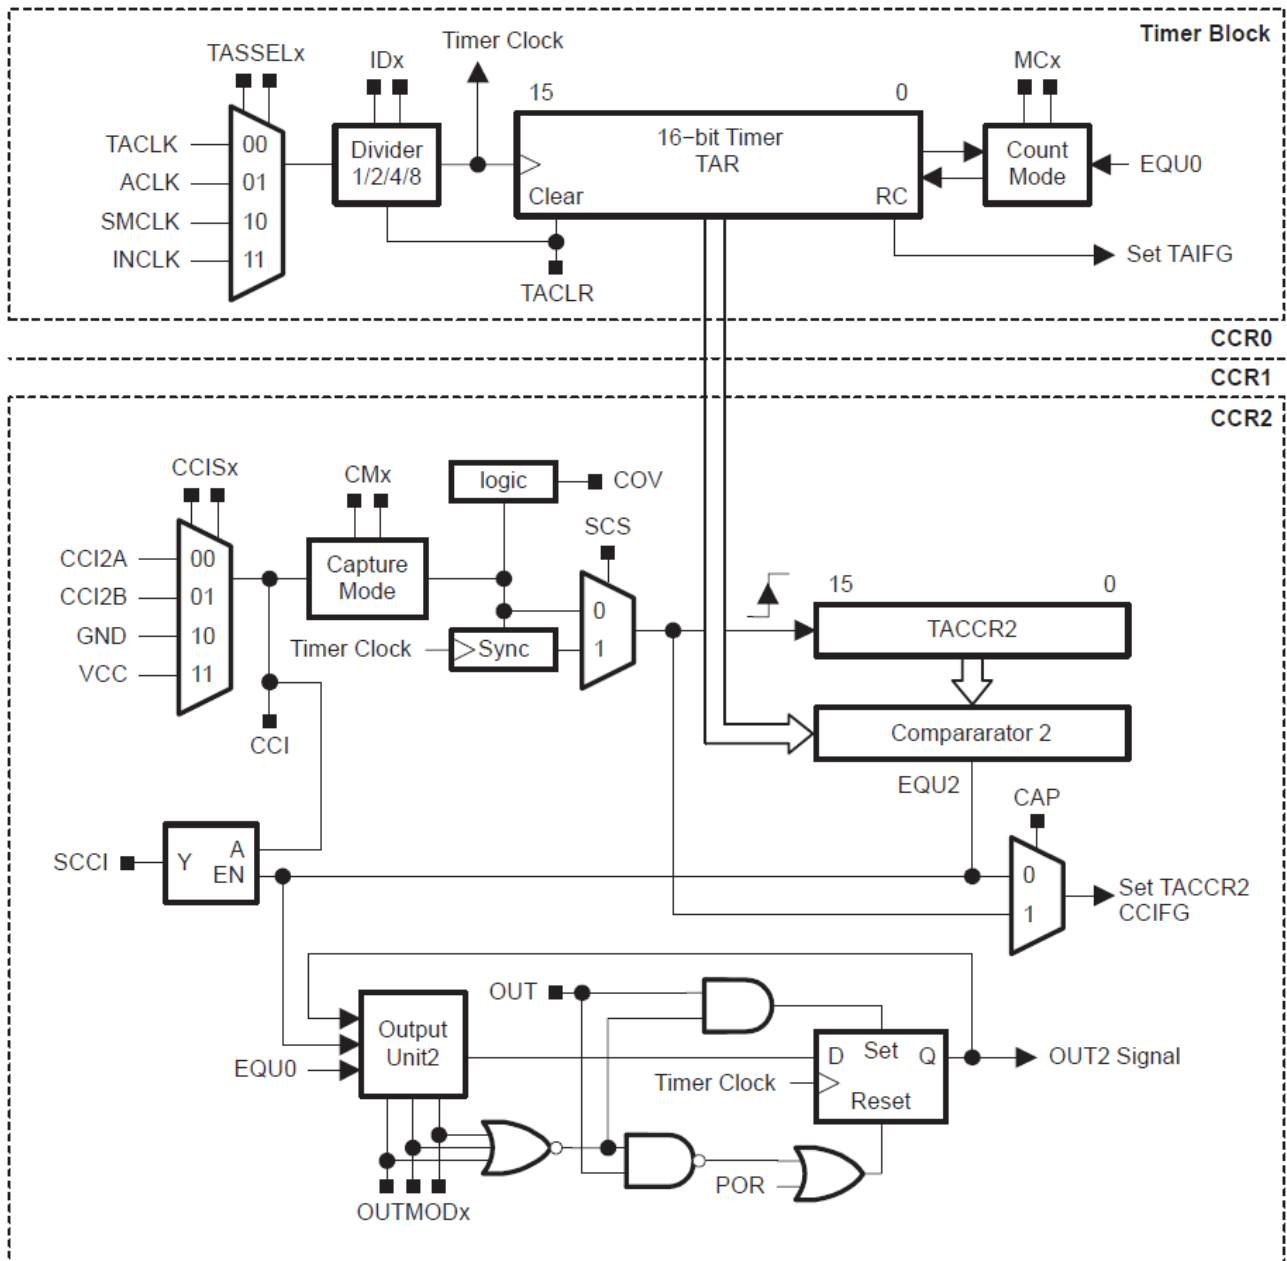 Timer Block
Timer Clock
TASSELx
IDx
MCx
15
0
TACLK
00
ACLK
01
SMCLK
10
INCLK
11
Divider
1/2/4/8
16−bit Timer
TAR
Clear
RC
Count
Mode
EQU0
Set TAIFG
TACLR
CCR0
CCR1
CCR2
CCISx
CMx
logic
COV
SCS
CCI2A
00
CCI2B
01
GND
10
VCC
11
Capture
Mode
Timer Clock
Sync
0
1
15
0
TACCR2
CCI
Compararator 2
EQU2
CAP
SCCI
Y
A
EN
0
1
Set TACCR2
CCIFG
OUT
Output
Unit2
EQU0
D
Set
Q
OUT2 Signal
Timer Clock
Reset
POR
OUTMODx